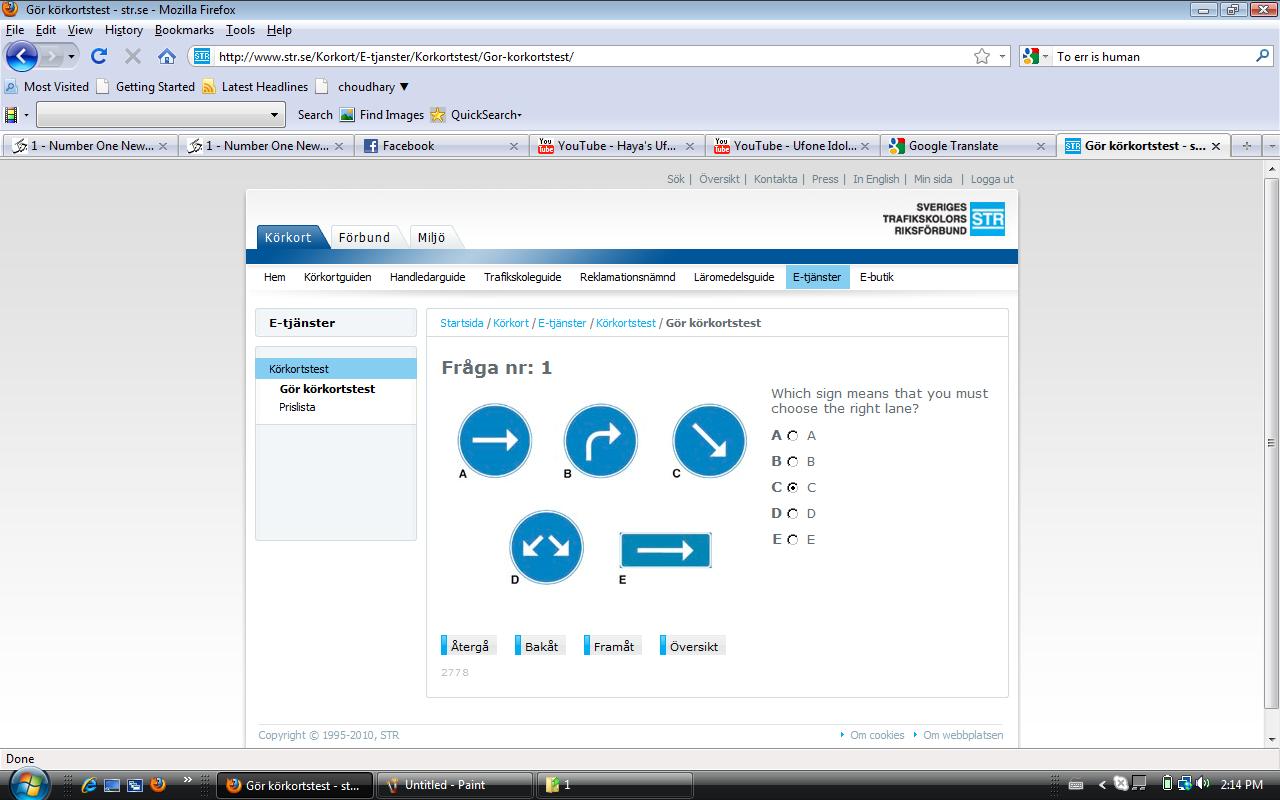 Gör körkortstest - str.se - Mozilla Firefox
File Edit View History Bookmarks Tools Help
STR http://www.str.se/Korkort/E-tjanster/Korkortstest/Gor-korkortstest/ To err is human
Most Visited Getting Started Latest Headlines choudhary ▼
Search Find Images QuickSearch
1 - Number One New... 1 - Number One New... Facebook YouTube - Haya's Uf... YouTube - Ufone Idol... Google Translate Gör körkortstest - s...
Sök | Översikt | Kontakta | Press | In English | Min sida | Logga ut
SVERIGES
TRAFIKSKOLORS STR
RIKSFÖRBUND
Körkort Förbund Miljö
Hem Körkortguiden Handledarguide Trafikskoleguide Reklamationsnämnd Läromedelsguide E-tjänster E-butik
E-tjänster
Körkortstest
Gör körkortstest
Prislista
Startsida / Körkort / E-tjänster / Körkortstest / Gör körkortstest
Fråga nr: 1
A B C
D E
Which sign means that you must
choose the right lane?
A A
B B
C C
D D
E E
Återgå Bakåt Framåt Översikt
2778
Copyright © 1995-2010, STR Om cookies Om webbplatsen
Done
Gör körkortstest - st... Untitled - Paint 1 2:14 PM